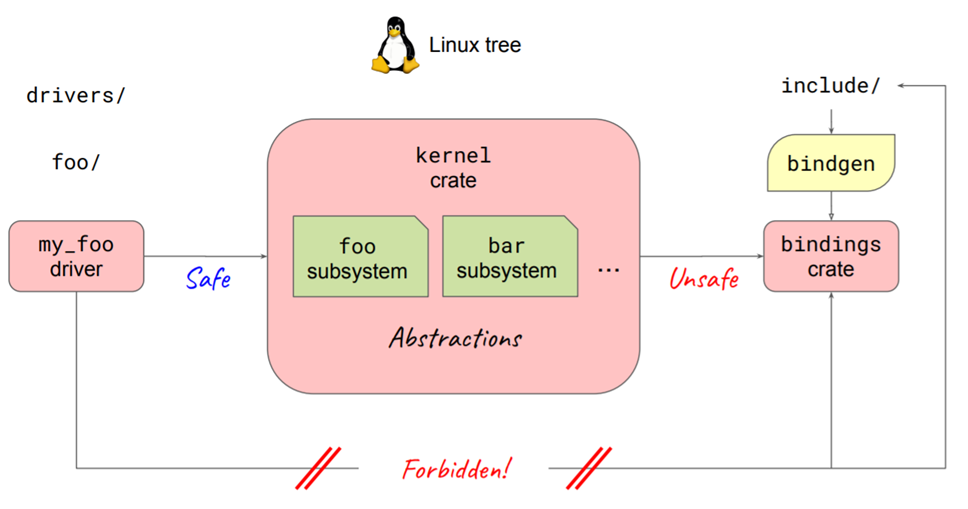 Linux tree
drivers/
foo/
my_foo
driver
Safe
kernel
crate
foo
subsystem
bar
subsystem
...
Abstractions
Unsafe
include/
bindgen
bindings
crate
Forbidden!